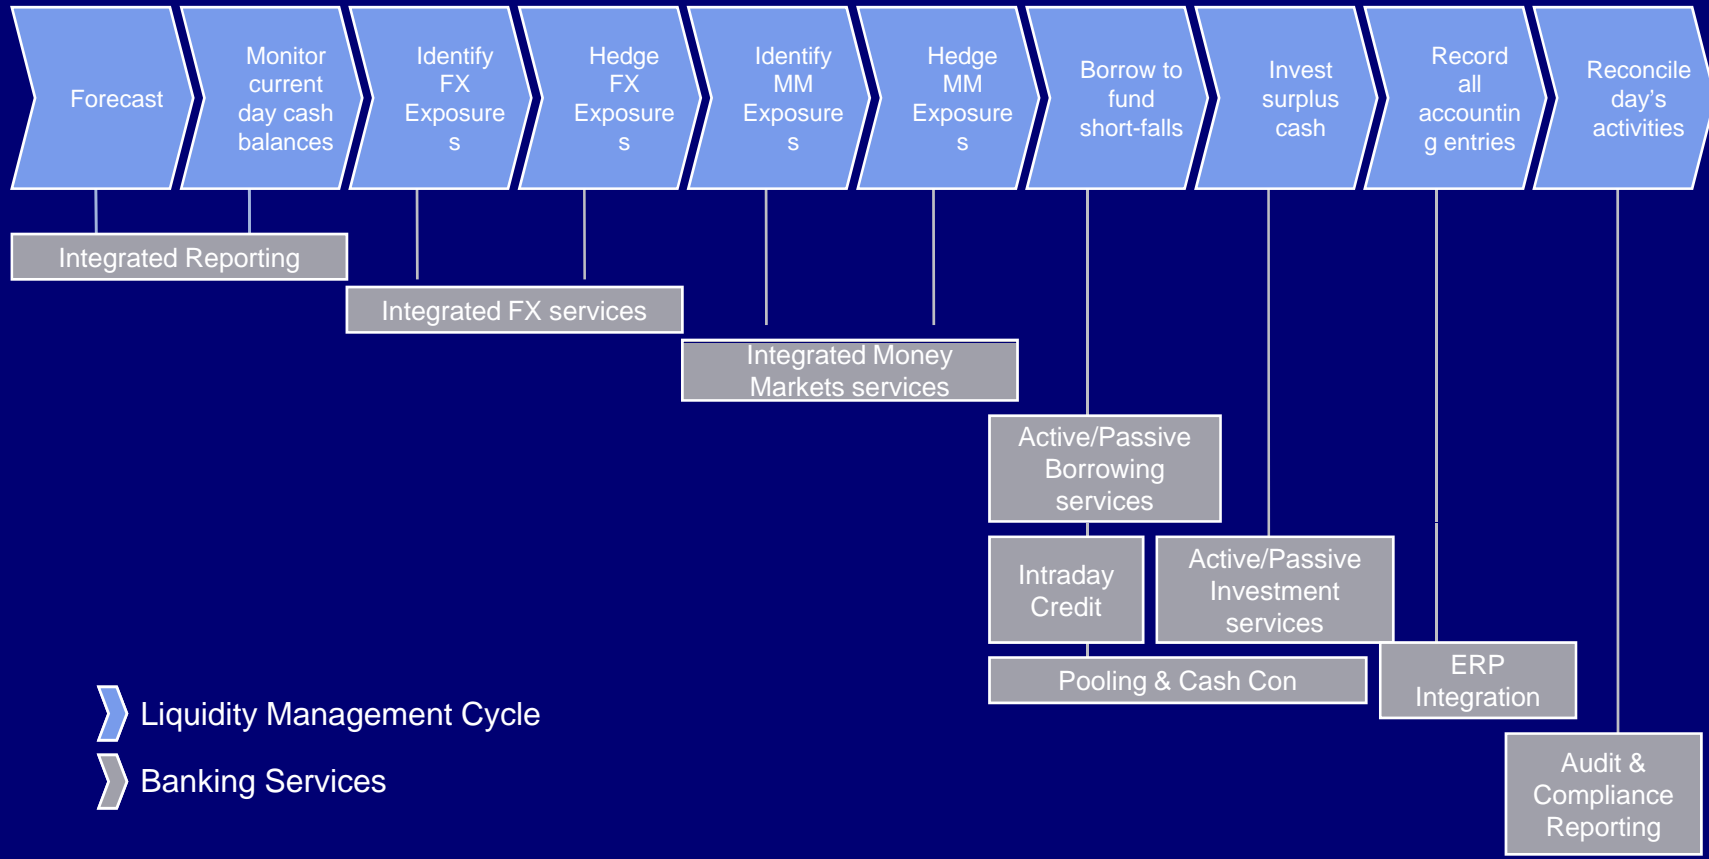 Forecast
Monitor
current
day cash
balances
Identify
FX
Exposure
s
Hedge
FX
Exposure
s
Identify
MM
Exposure
s
Hedge
MM
Exposure
s
Borrow to
fund
short-falls
Invest
surplus
cash
Record
all
accountin
g entries
Reconcile
day’s
activities
Integrated Reporting
Integrated FX services
Integrated Money
Markets services
Active/Passive
Borrowing
services
Intraday
Credit
Active/Passive
Investment
services
Pooling & Cash Con
ERP
Integration
Audit &
Compliance
Reporting
Liquidity Management Cycle
Banking Services